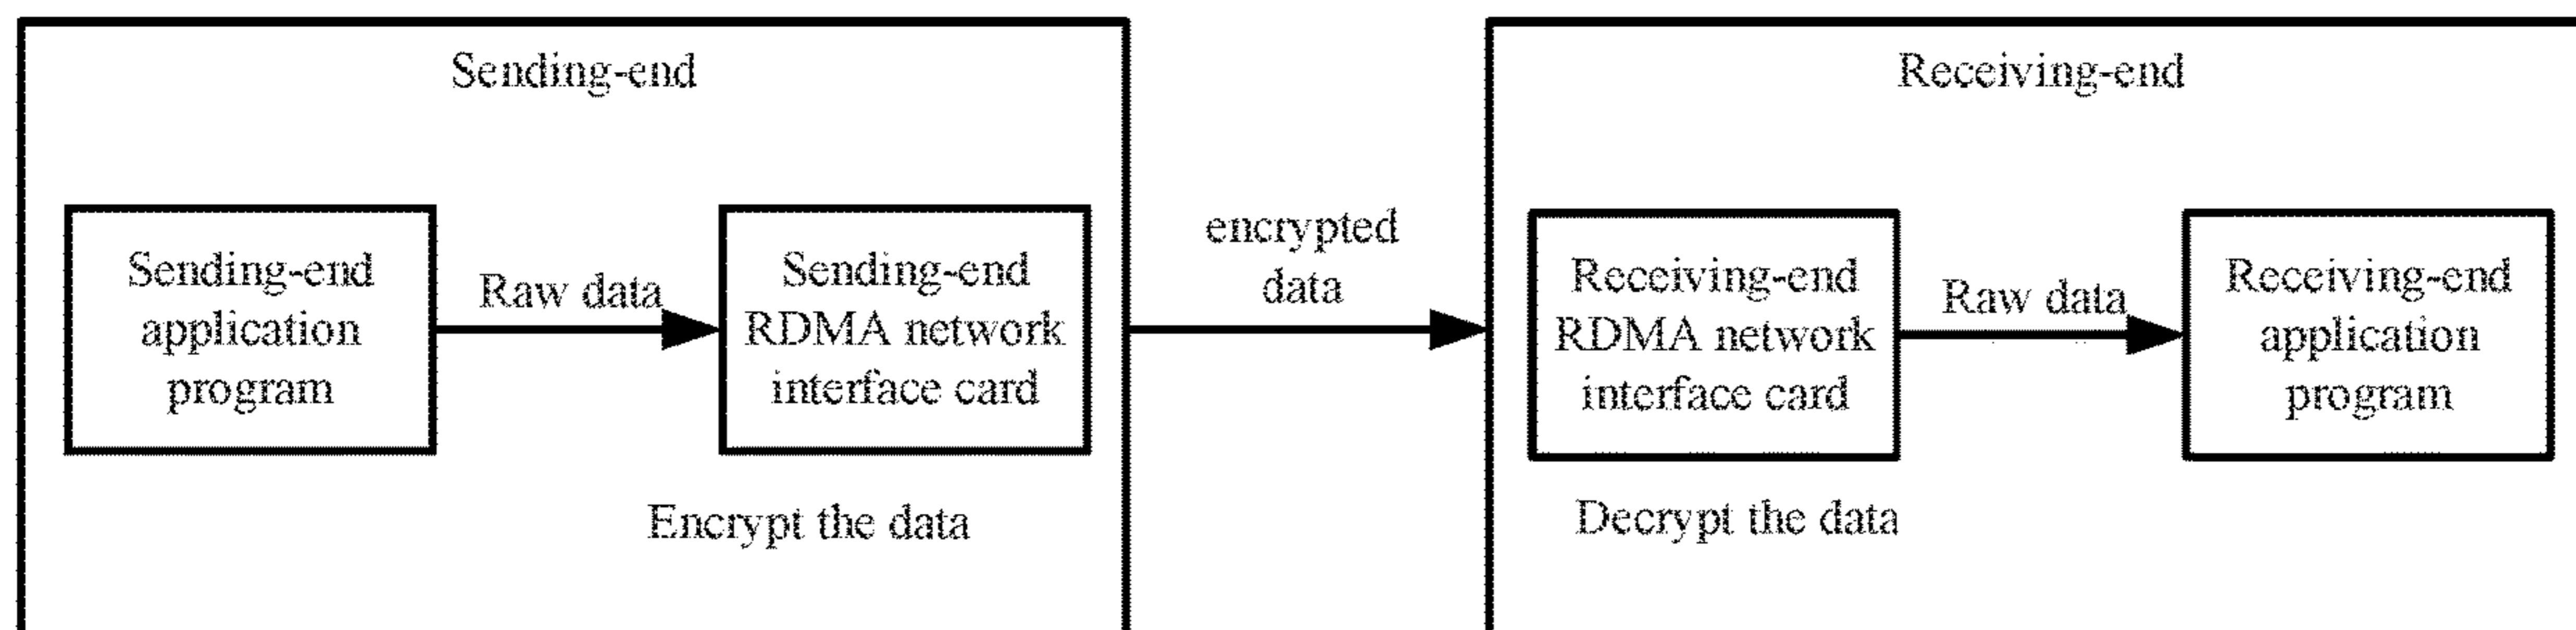 Sending-end
Receiving-end
Sending-end
application
program
Raw data
Sending-end
RDMA network
interface card
Encrypt the data
encrypted
data
Receiving-end
RDMA network
interface card
Decrypt the data
Raw data
Receiving-end
application
program